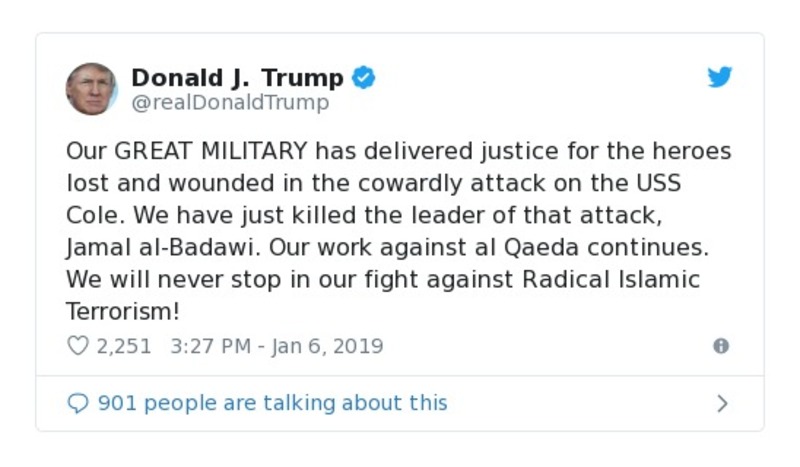 Donald J. Trump
@realDonaldTrump
Our GREAT MILITARY has delivered justice for the heroes
lost and wounded in the cowardly attack on the USS
Cole. We have just killed the leader of that attack,
Jamal al-Badawi. Our work against al Qaeda continues.
We will never stop in our fight against Radical Islamic
Terrorism!
2,251 3:27 PM - Jan 6, 2019
901 people are talking about this